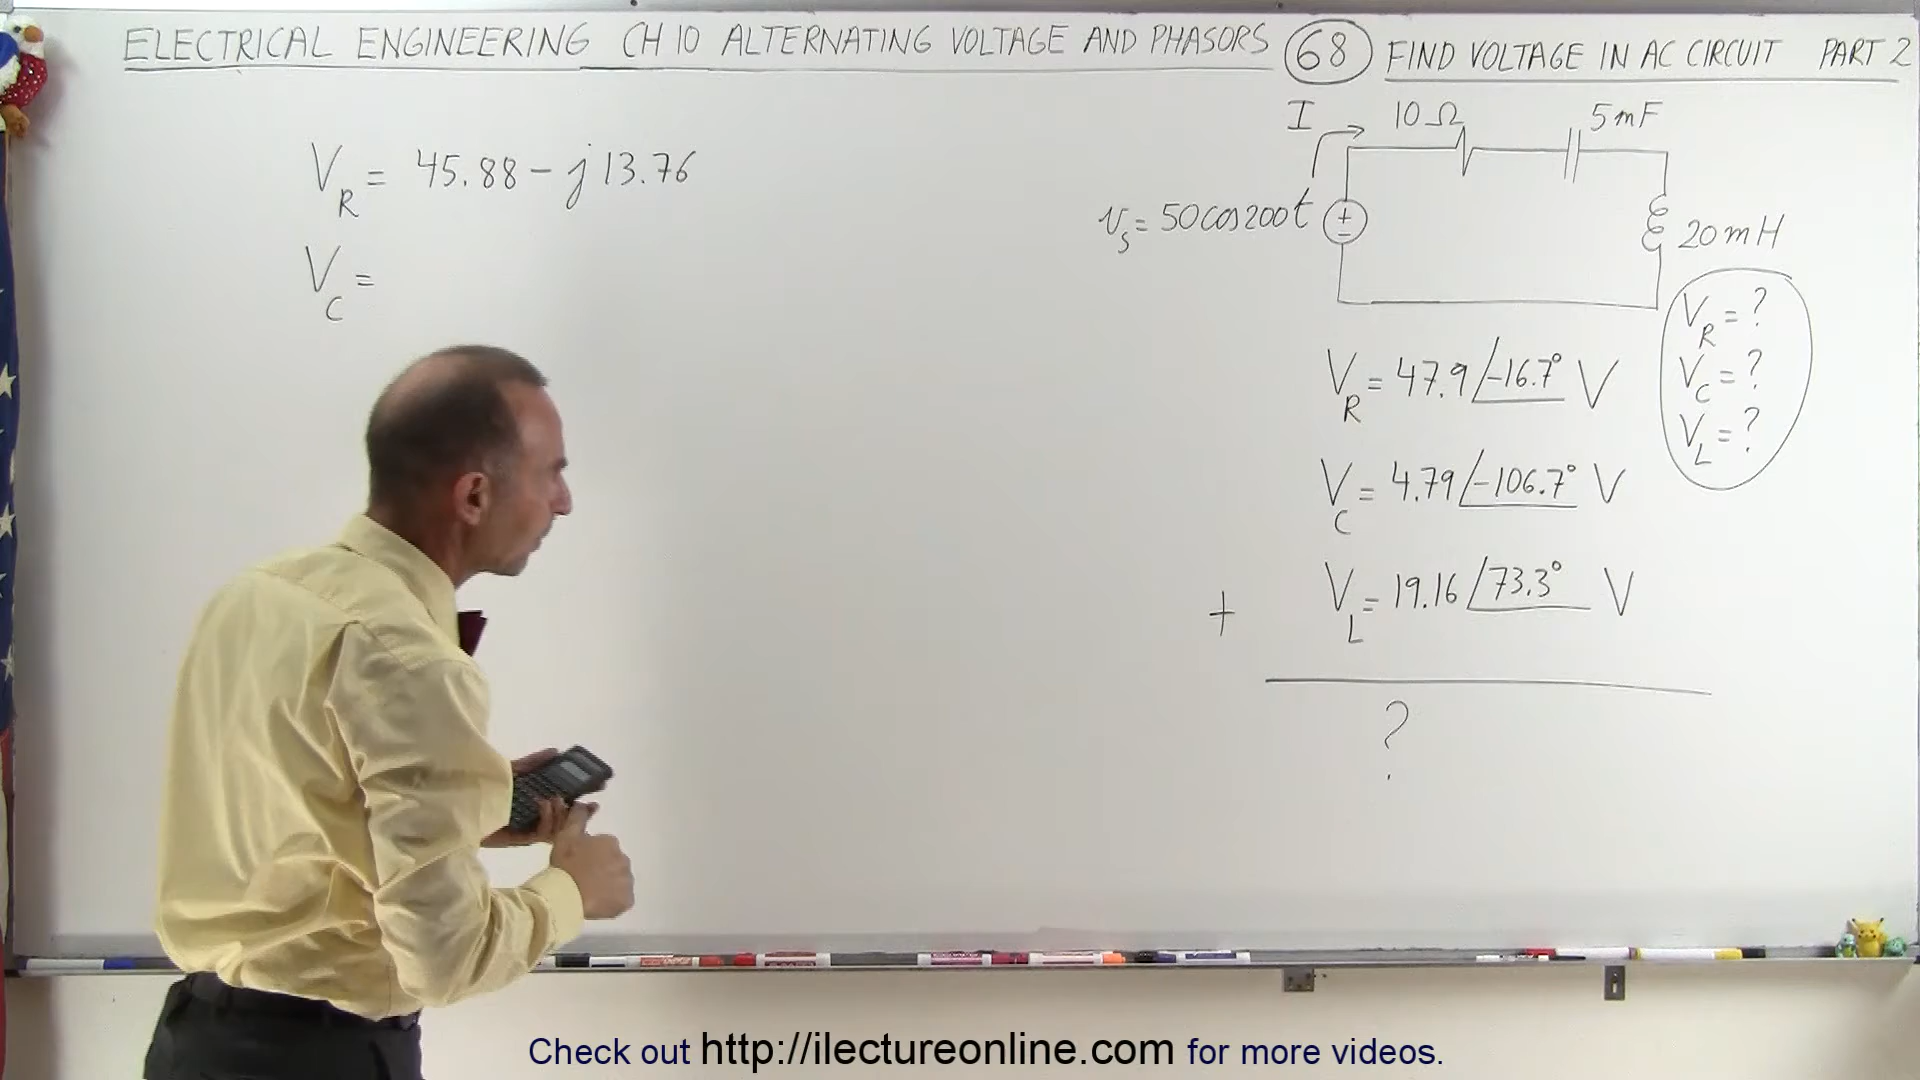 ELECTRICAL ENGINEERING CH 10 ALTERNATING VOLTAGE AND PHASORS 68 FIND VOLTAGE IN AC CIRCUIT PART 2
V_R = 45.88 - j13.76
V_C =
I
10Ω
5mF
v_s = 50cos200t
+
-
20mH
V_R = ?
V_C = ?
V_L = ?
V_R = 47.9 /-16.7° V
V_C = 4.79 /-106.7° V
+ V_L = 19.16 /73.3° V
?
Check out http://ilectureonline.com for more videos.